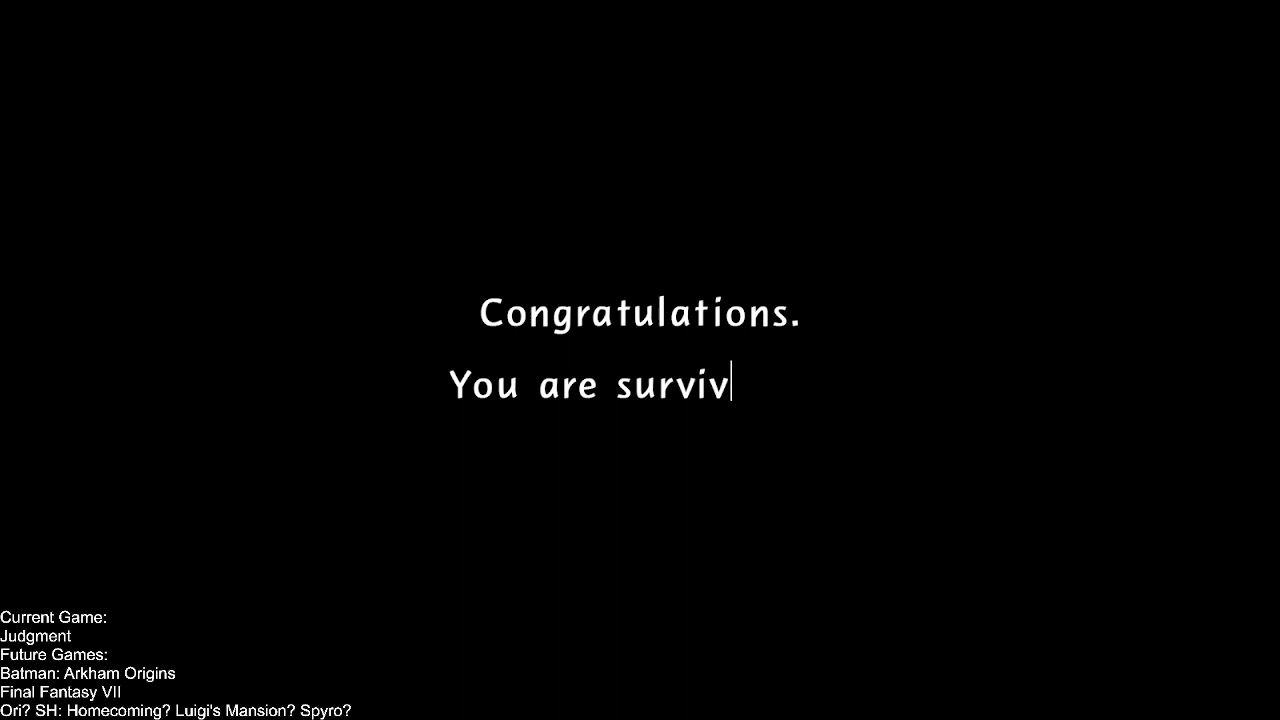 Congratulations.
You are surviv
Current Game:
Judgment
Future Games:
Batman: Arkham Origins
Final Fantasy VII
Ori? SH: Homecoming? Luigi's Mansion? Spyro?